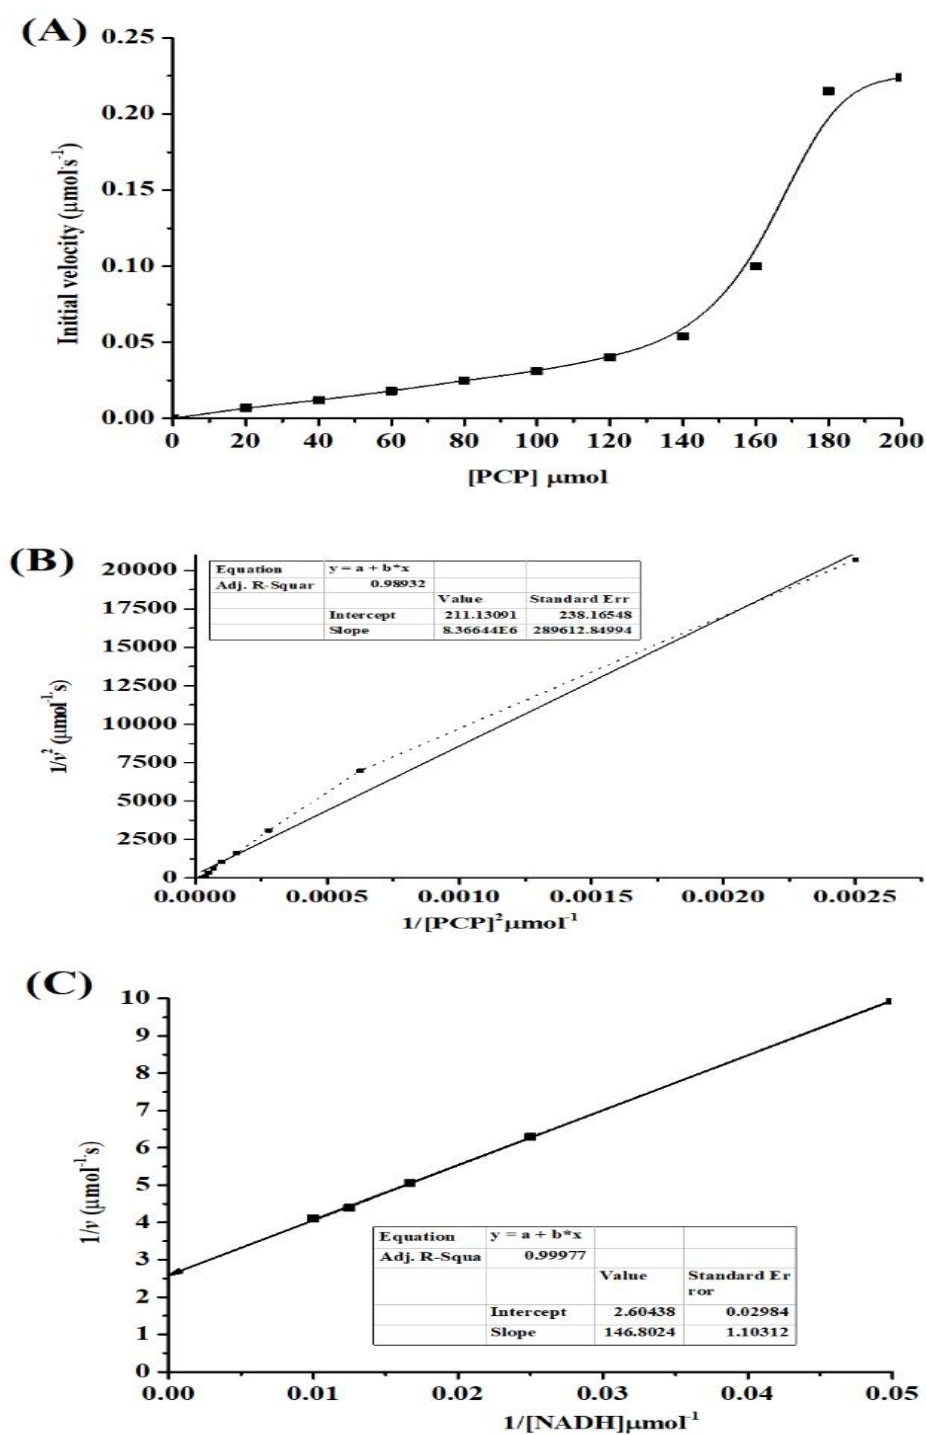 (A)
0.25
0.20
0.15
0.10
0.05
0.00
Initial velocity (μmol·s⁻¹)
0 20 40 60 80 100 120 140 160 180 200
[PCP] μmol
(B)
20000
17500
15000
12500
10000
7500
5000
2500
0
1/v² (μmol⁻¹·s)
Equation y = a + b*x
Adj. R-Squar 0.98932
Value Standard Err
Intercept 211.13091 238.16548
Slope 8.36644E6 289612.84994
0.0000 0.0005 0.0010 0.0015 0.0020 0.0025
1/[PCP]²μmol⁻¹
(C)
10
9
8
7
6
5
4
3
2
1
0
1/v (μmol⁻¹·s)
Equation y = a + b*x
Adj. R-Squa 0.99977
Value Standard Er
ror
Intercept 2.60438 0.02984
Slope 146.8024 1.10312
0.00 0.01 0.02 0.03 0.04 0.05
1/[NADH]μmol⁻¹